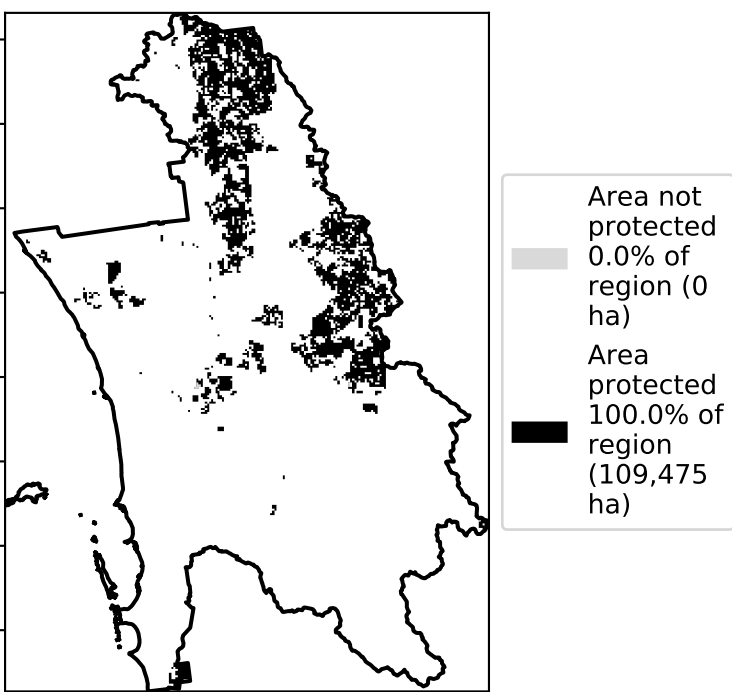 Area not
protected
0.0% of
region (0
ha)
Area
protected
100.0% of
region
(109,475
ha)